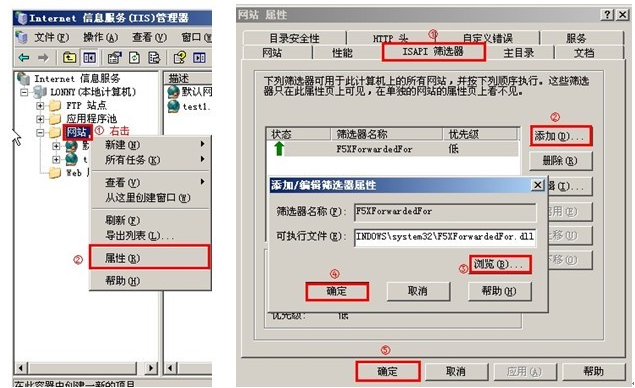 Internet 信息服务(IIS)管理器
文件(F) 操作(A) 查看(V) 窗口(W
Internet 信息服务
LONNY(本地计算机)
FTP 站点
应用程序池
网站
① 右击
Web
描述
默认网
test1.
新建(N)
所有任务(K)
查看(V)
从这里创建窗口(W)
刷新(F)
导出列表(L)...
② 属性(R)
帮助(H)
在此容器中创建一新的项目
网站 属性
①
目录安全性 HTTP 头 自定义错误 服务
网站 性能 ISAPI 筛选器 主目录 文档
下列筛选器可用于此计算机上的所有网站，并按下列顺序执行。这些筛选器只在此属性页上可见，在单独的网站的属性页上看不见。
②
状态 筛选器名称 优先级
F5XForwardedFor 低
添加(D)...
删除(R)
添加/编辑筛选器属性
筛选器名称(F): F5XForwardedFor
可执行文件(E): INDOWS\system32\F5XForwardedFor.dll
③ 浏览(B)...
④
确定 取消 帮助(H)
优先级: 低
⑤
确定 取消 应用(A) 帮助